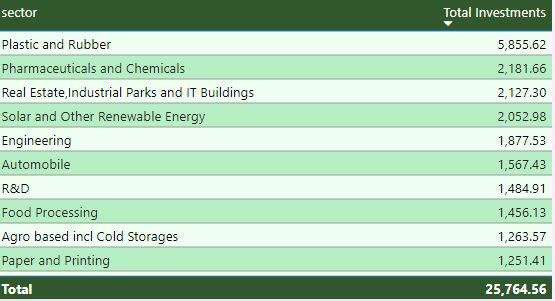 sector Total Investments
Plastic and Rubber 5,855.62
Pharmaceuticals and Chemicals 2,181.66
Real Estate,Industrial Parks and IT Buildings 2,127.30
Solar and Other Renewable Energy 2,052.98
Engineering 1,877.53
Automobile 1,567.43
R&D 1,484.91
Food Processing 1,456.13
Agro based incl Cold Storages 1,263.57
Paper and Printing 1,251.41
Total 25,764.56